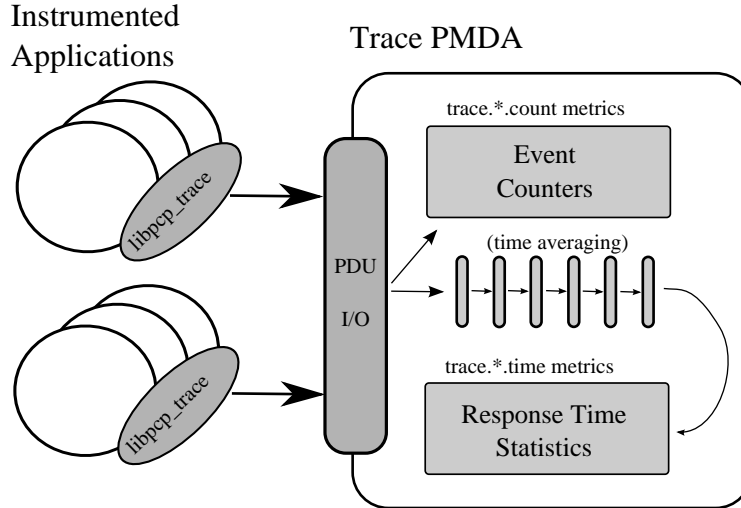 Instrumented
Applications
Trace PMDA
trace.*.count metrics
Event
Counters
libpcp_trace
(time averaging)
PDU
I/O
trace.*.time metrics
Response Time
Statistics
libpcp_trace